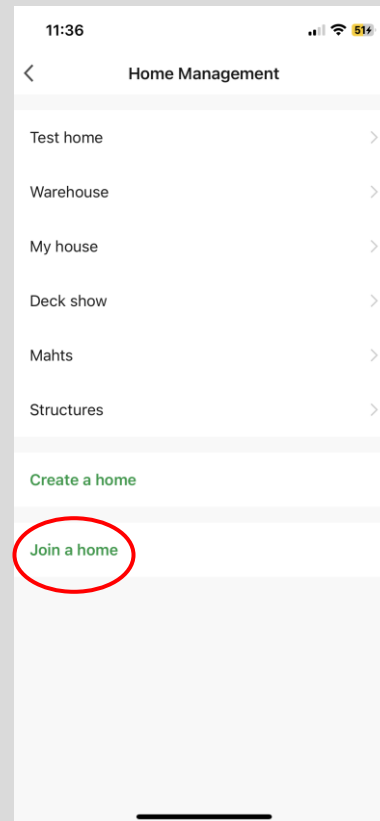 11:36
51
Home Management
Test home
Warehouse
My house
Deck show
Mahts
Structures
Create a home
Join a home